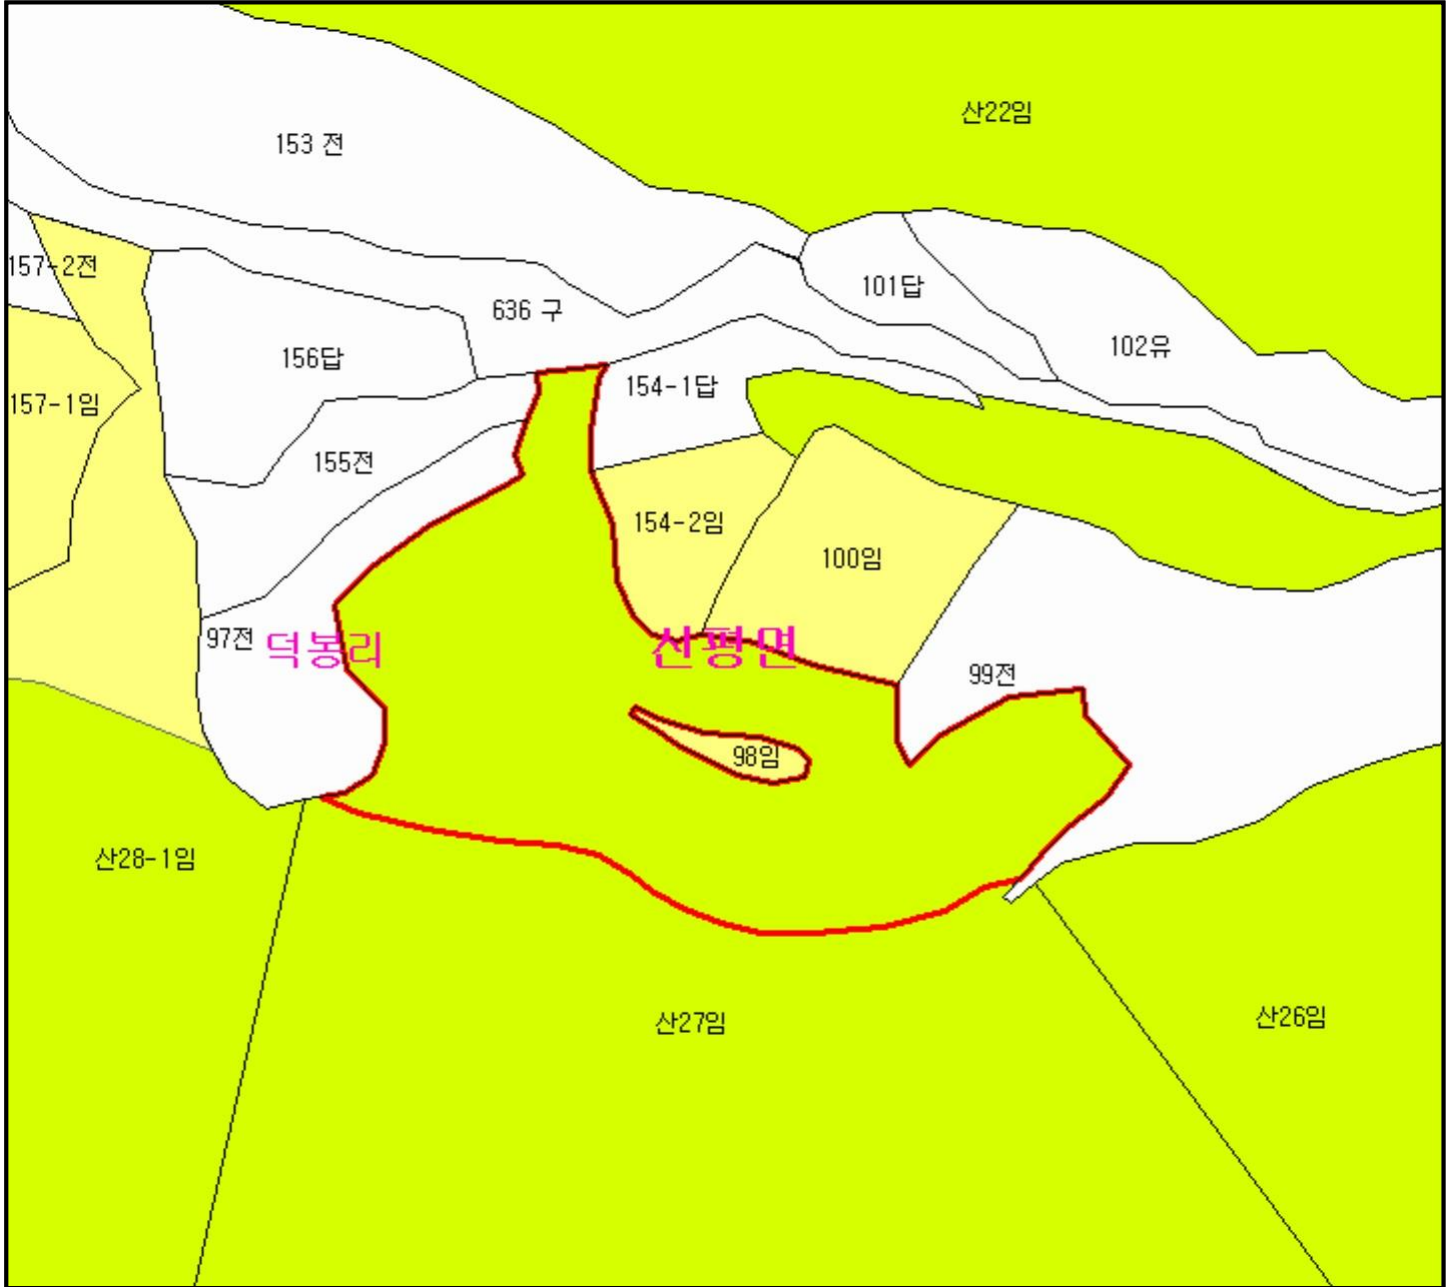 산22임
153 전
157-2전
101답
636 구
102유
156답
154-1답
157-1임
155전
154-2임
100임
97전
덕봉리
신평면
99전
98임
산28-1임
산27임
산26임